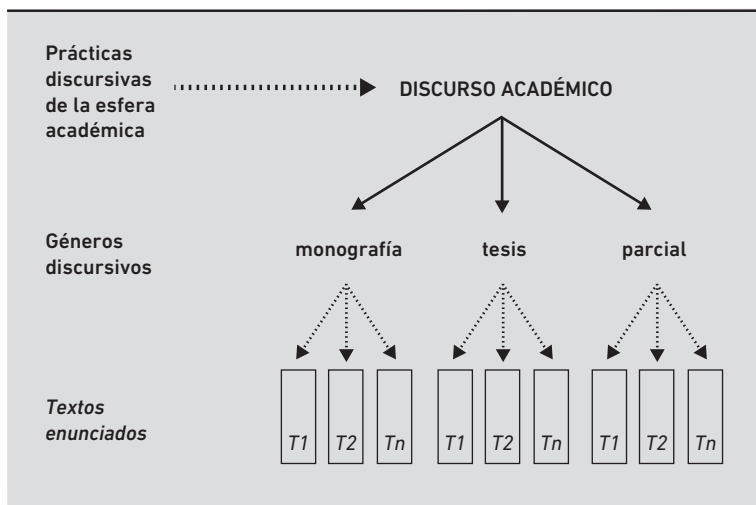 Prácticas
discursivas
de la esfera
académica
DISCURSO ACADÉMICO
Géneros
discursivos
monografía tesis parcial
Textos
enunciados
T1 T2 Tn T1 T2 Tn T1 T2 Tn